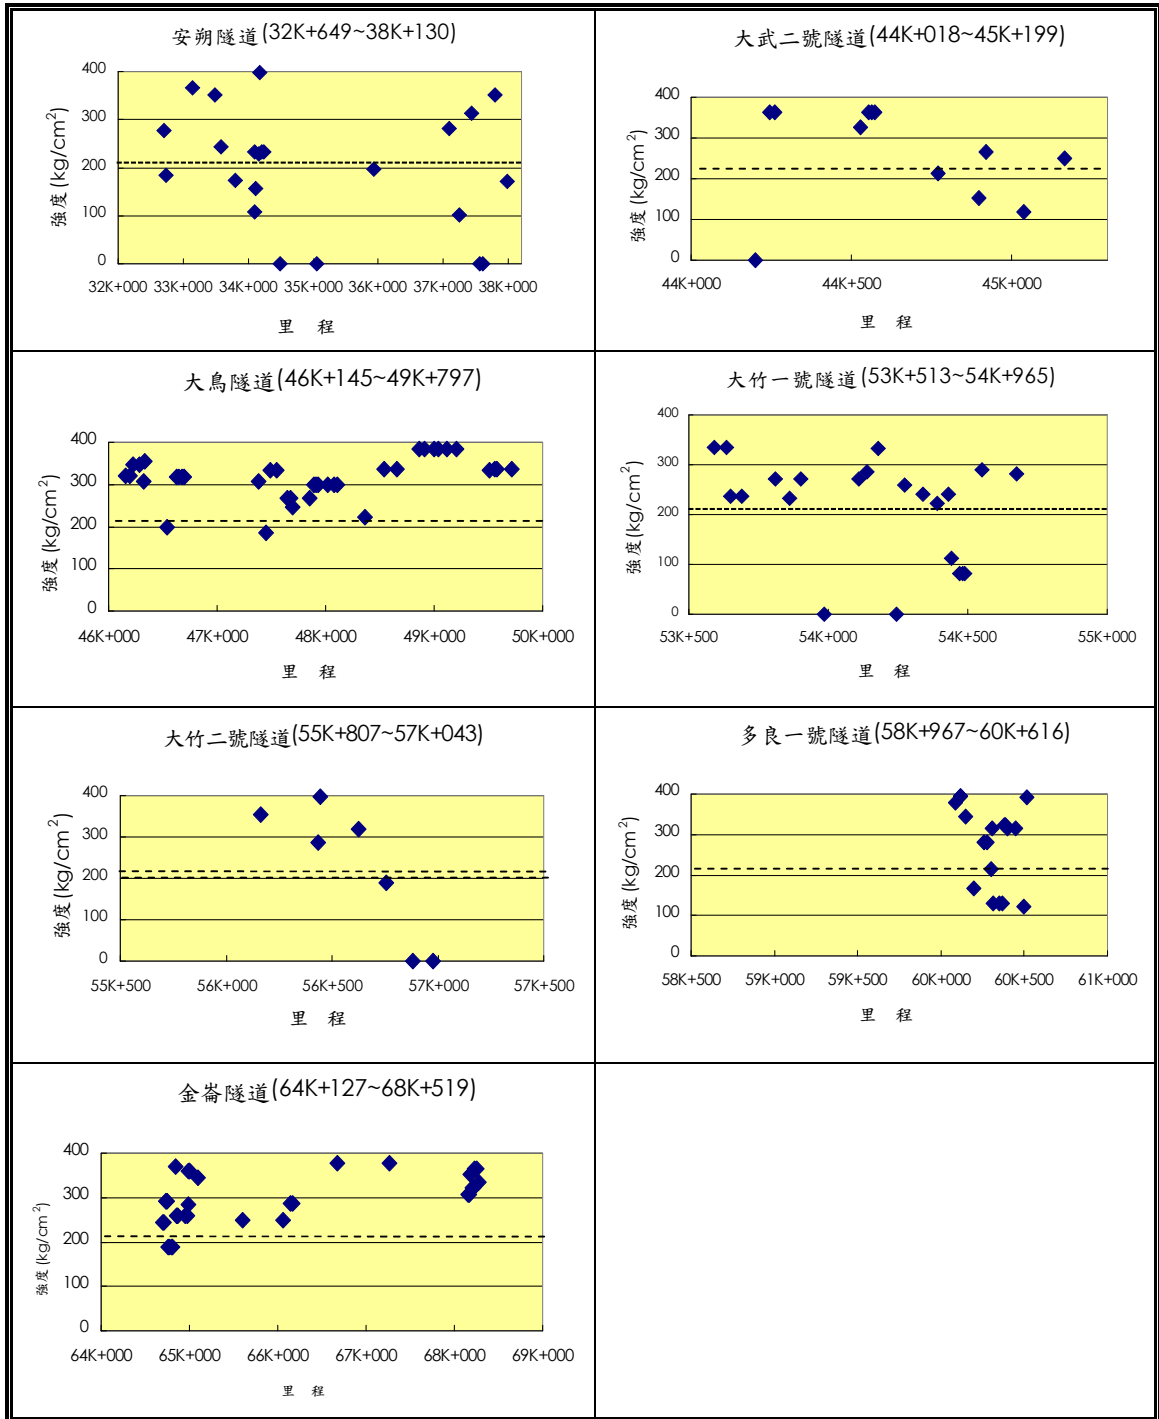 安朔隧道(32K+649~38K+130)
400
300
200
100
0
強度(kg/cm²)
32K+000 33K+000 34K+000 35K+000 36K+000 37K+000 38K+000
里 程
大武二號隧道(44K+018~45K+199)
400
300
200
100
0
強度(kg/cm²)
44K+000 44K+500 45K+000
里 程
大鳥隧道(46K+145~49K+797)
400
300
200
100
0
強度(kg/cm²)
46K+000 47K+000 48K+000 49K+000 50K+000
里 程
大竹一號隧道(53K+513~54K+965)
400
300
200
100
0
強度(kg/cm²)
53K+500 54K+000 54K+500 55K+000
里 程
大竹二號隧道(55K+807~57K+043)
400
300
200
100
0
強度(kg/cm²)
55K+500 56K+000 56K+500 57K+000 57K+500
里 程
多良一號隧道(58K+967~60K+616)
400
300
200
100
0
強度(kg/cm²)
58K+500 59K+000 59K+500 60K+000 60K+500 61K+000
里 程
金崙隧道(64K+127~68K+519)
400
300
200
100
0
強度(kg/cm²)
64K+000 65K+000 66K+000 67K+000 68K+000 69K+000
里 程